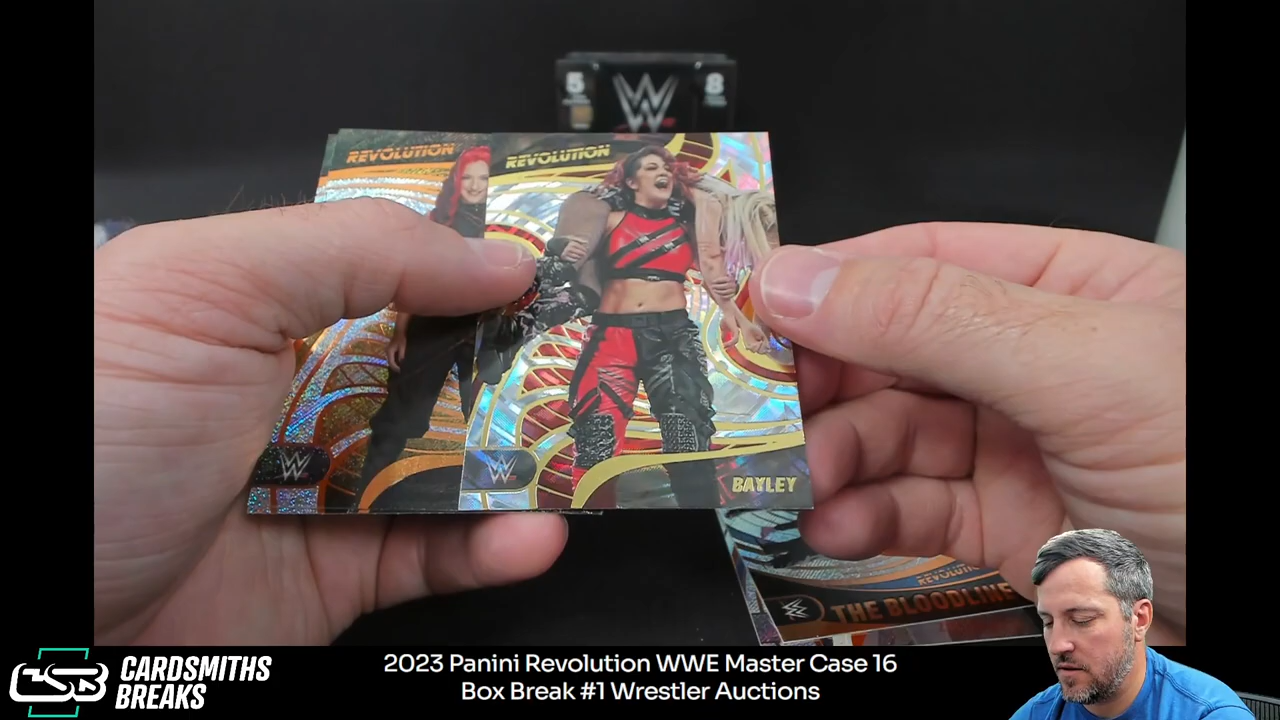 5
8
W
REVOLUTION
REVOLUTION
W
W
BAYLEY
REVOLUTION
THE BLOODLINE
CSB
CARDSMITHS
BREAKS
2023 Panini Revolution WWE Master Case 16
Box Break #1 Wrestler Auctions